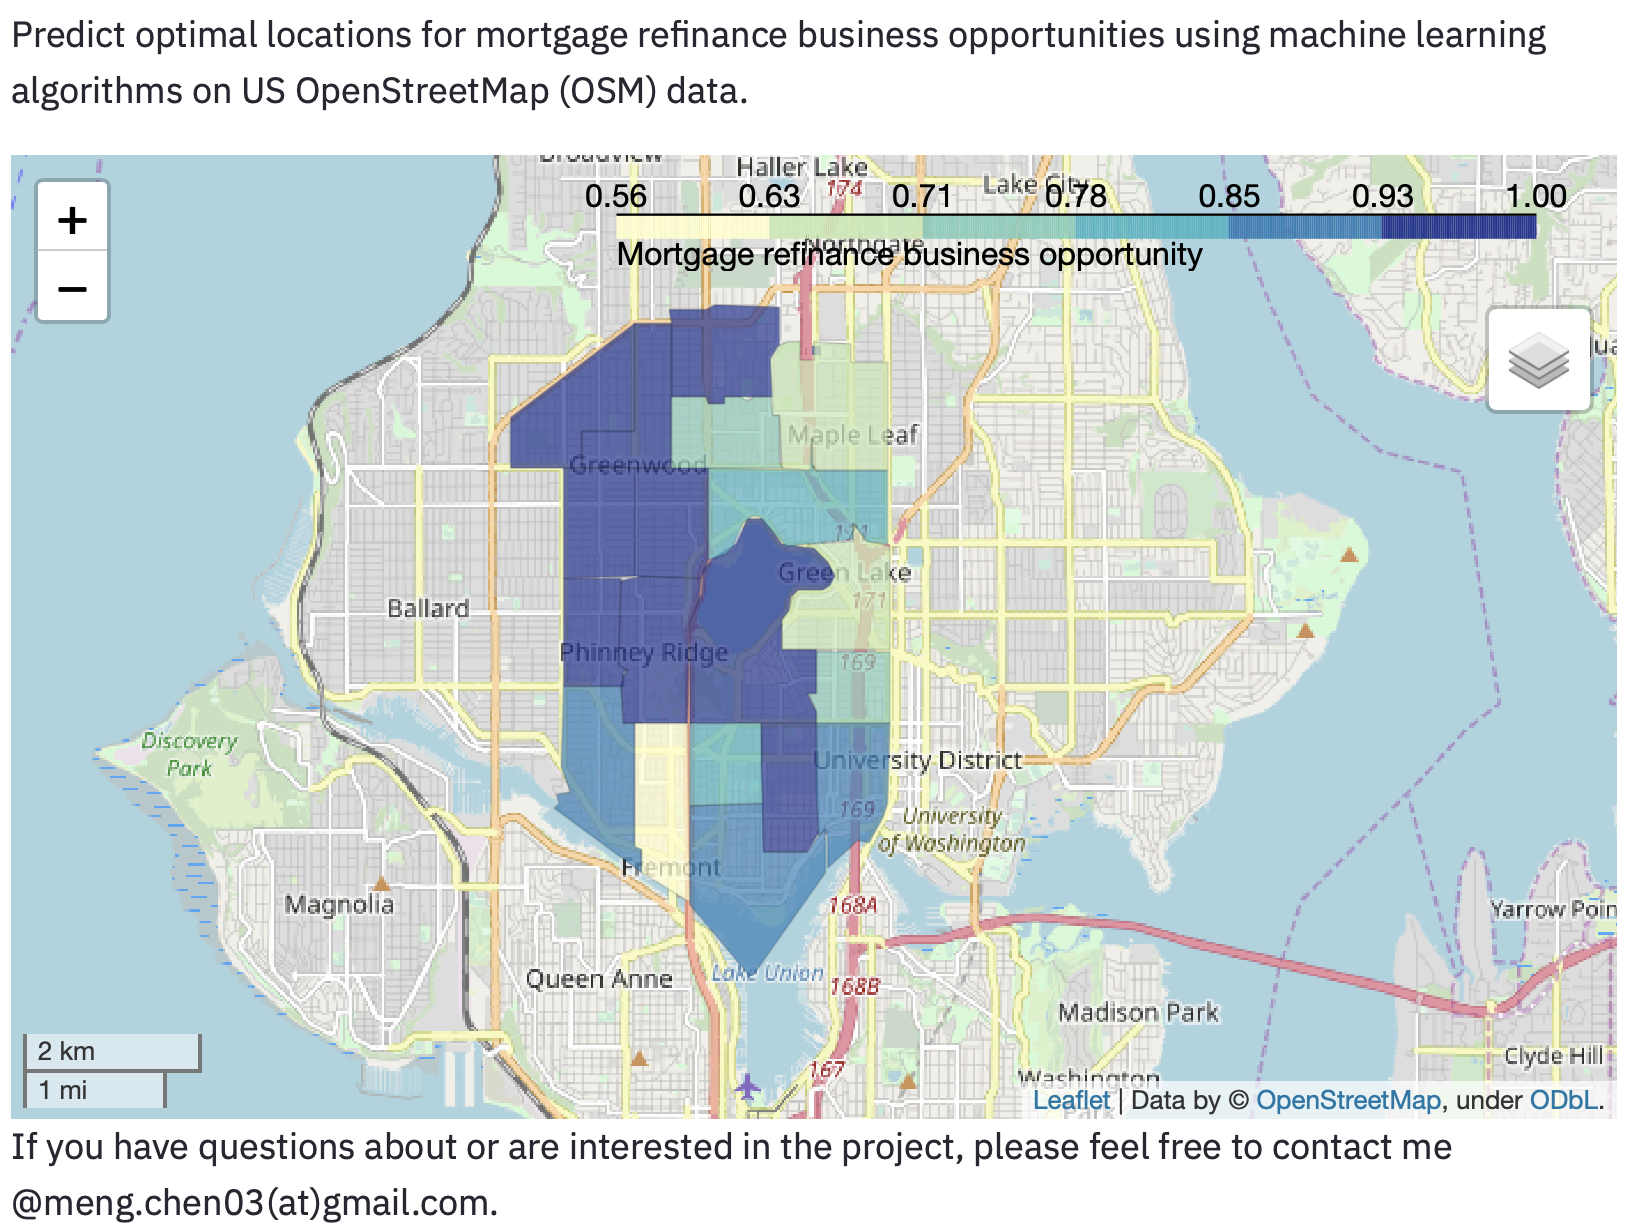 Predict optimal locations for mortgage refinance business opportunities using machine learning
algorithms on US OpenStreetMap (OSM) data.
Broadview
Haller Lake
174
Lake City
+
−
0.56 0.63 0.71 0.78 0.85 0.93 1.00
Northgate
Mortgage refinance business opportunity
Maple Leaf
Greenwood
171
Green Lake
171
Ballard
Phinney Ridge
169
Discovery
Park
University District
169
University
of Washington
Fremont
Magnolia
168A
Yarrow Poin
Queen Anne
Lake Union
168B
Madison Park
2 km
1 mi
167
Washington
Park
Clyde Hill
Leaflet | Data by © OpenStreetMap, under ODbL.
If you have questions about or are interested in the project, please feel free to contact me
@meng.chen03(at)gmail.com.